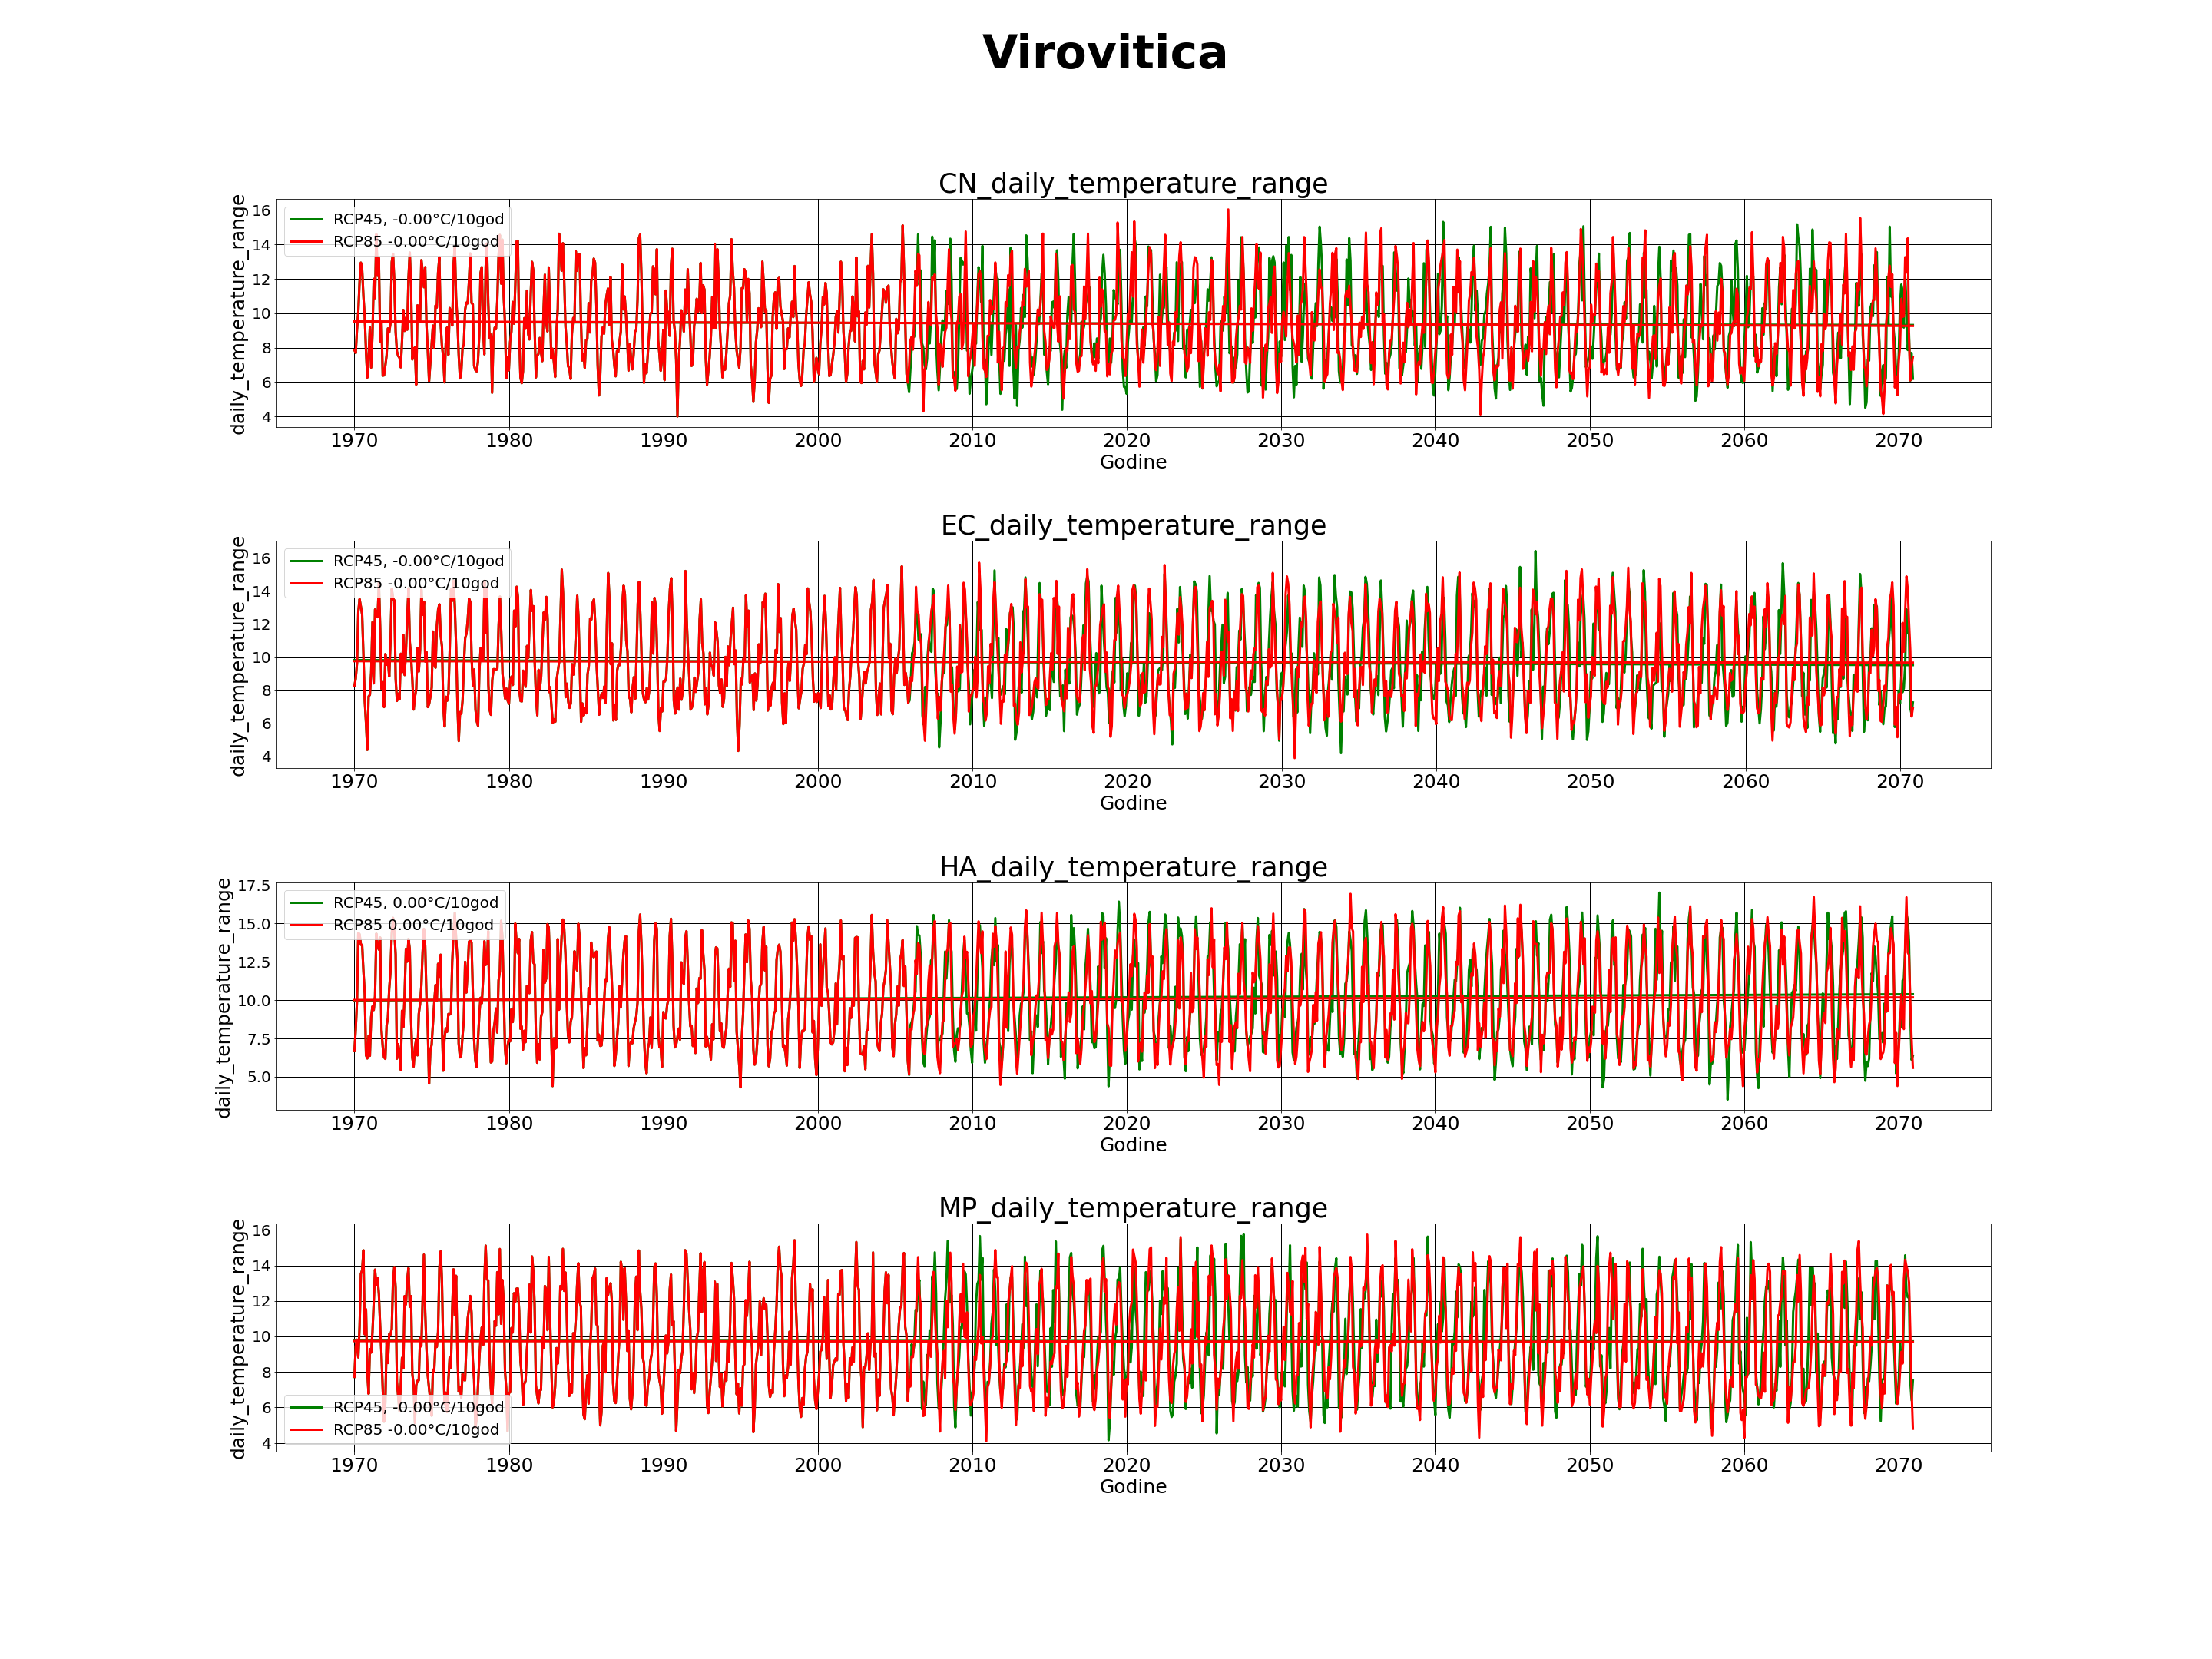 Virovitica
CN_daily_temperature_range
daily_temperature_range
16
14
12
10
8
6
4
RCP45, -0.00°C/10god
RCP85 -0.00°C/10god
1970 1980 1990 2000 2010 2020 2030 2040 2050 2060 2070
Godine
EC_daily_temperature_range
daily_temperature_range
16
14
12
10
8
6
4
RCP45, -0.00°C/10god
RCP85 -0.00°C/10god
1970 1980 1990 2000 2010 2020 2030 2040 2050 2060 2070
Godine
HA_daily_temperature_range
daily_temperature_range
17.5
15.0
12.5
10.0
7.5
5.0
RCP45, 0.00°C/10god
RCP85 0.00°C/10god
1970 1980 1990 2000 2010 2020 2030 2040 2050 2060 2070
Godine
MP_daily_temperature_range
daily_temperature_range
16
14
12
10
8
6
4
RCP45, -0.00°C/10god
RCP85 -0.00°C/10god
1970 1980 1990 2000 2010 2020 2030 2040 2050 2060 2070
Godine